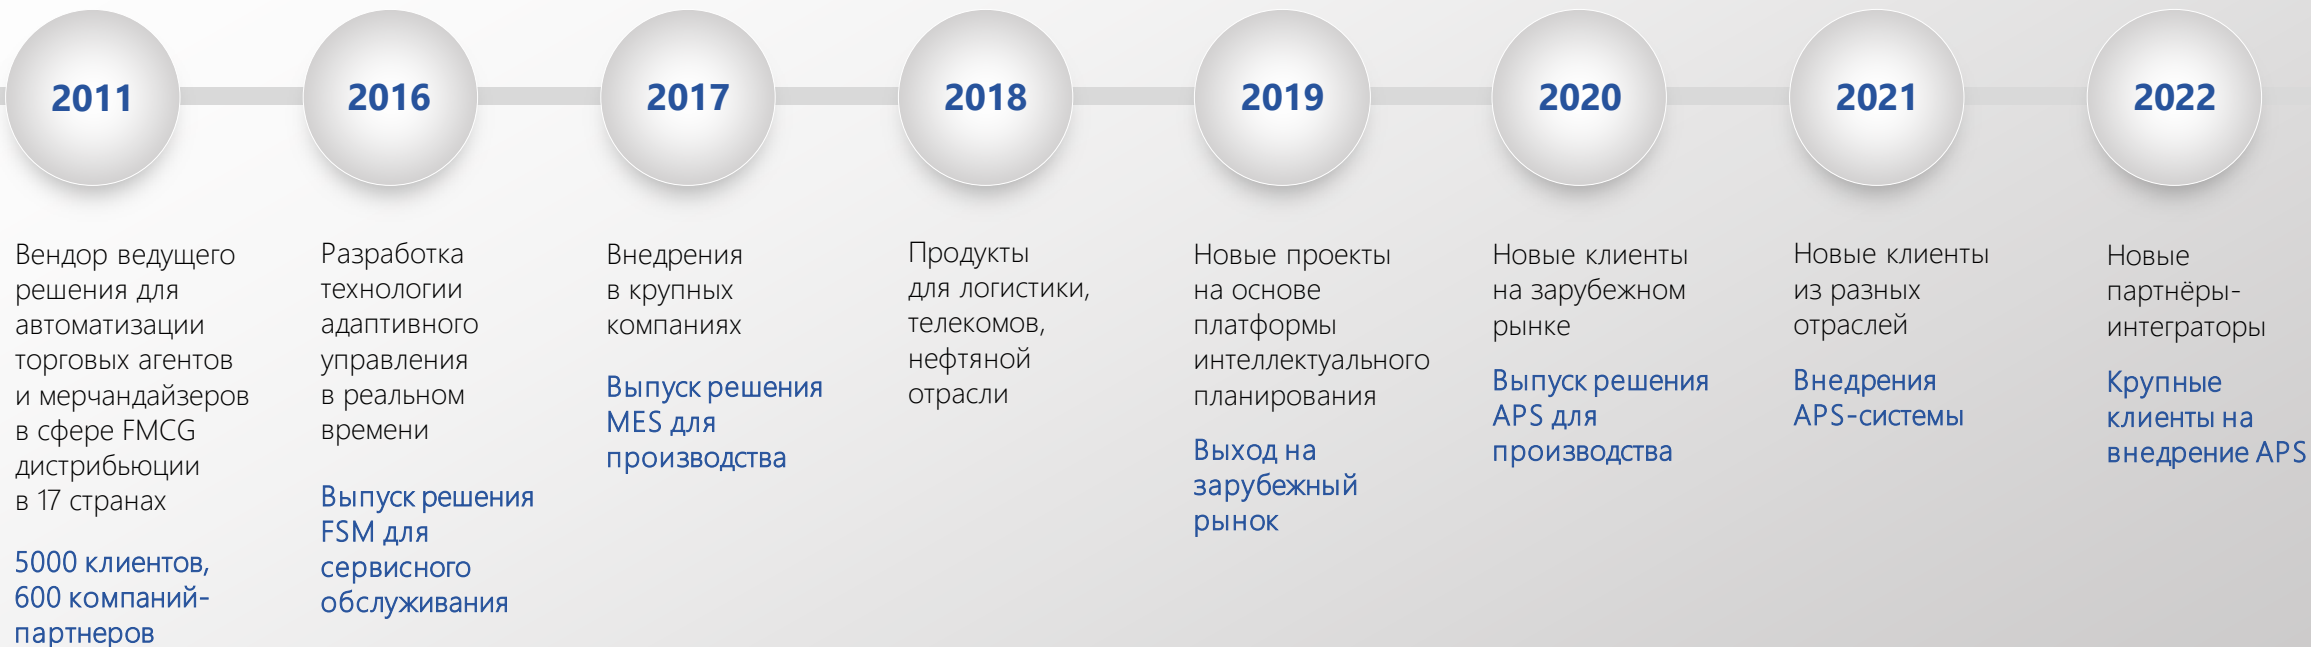 2011
Вендор ведущего
решения для
автоматизации
торговых агентов
и мерчандайзеров
в сфере FMCG
дистрибьюции
в 17 странах
5000 клиентов,
600 компаний-
партнеров
2016
Разработка
технологии
адаптивного
управления
в реальном
времени
Выпуск решения
FSM для
сервисного
обслуживания
2017
Внедрения
в крупных
компаниях
Выпуск решения
MES для
производства
2018
Продукты
для логистики,
телекомов,
нефтяной
отрасли
2019
Новые проекты
на основе
платформы
интеллектуального
планирования
Выход на
зарубежный
рынок
2020
Новые клиенты
на зарубежном
рынке
Выпуск решения
APS для
производства
2021
Новые клиенты
из разных
отраслей
Внедрения
APS-системы
2022
Новые
партнёры-
интеграторы
Крупные
клиенты на
внедрение APS